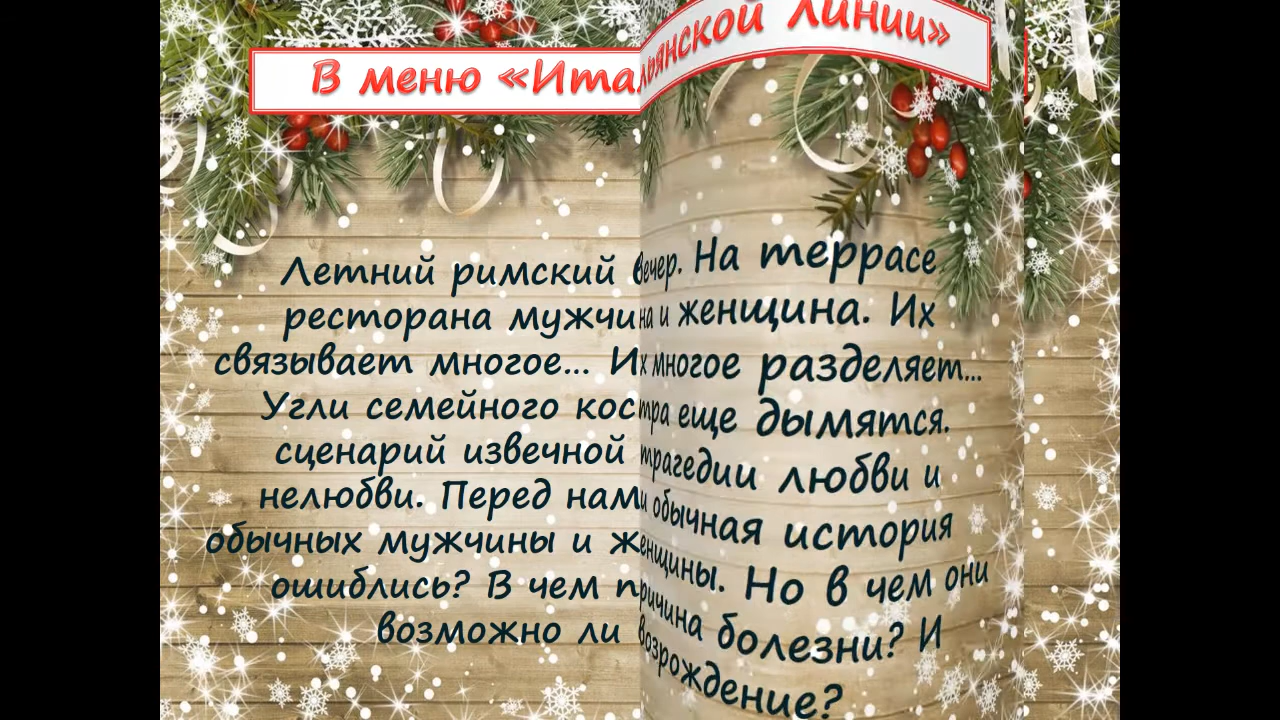 В меню «Итальянской Линии»
Летний римский вечер. На террасе
ресторана мужчина и женщина. Их
связывает многое... Их многое разделяет...
Угли семейного костра еще дымятся.
сценарий извечной трагедии любви и
нелюбви. Перед нами обычная история
обычных мужчины и женщины. Но в чем они
ошиблись? В чем причина болезни? И
возможно ли возрождение?